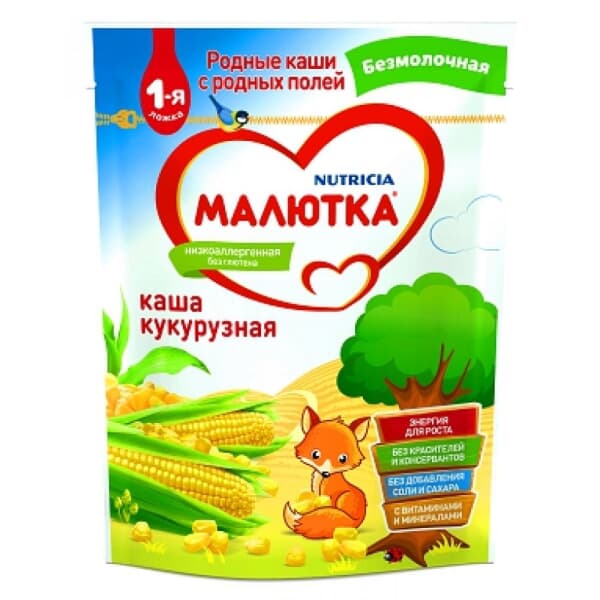 1-я
ложка
Родные каши
с родных полей
Безмолочная
NUTRICIA
МАЛЮТКА®
низкоаллергенная
без глютена
каша
кукурузная
ЭНЕРГИЯ
ДЛЯ РОСТА
БЕЗ КРАСИТЕЛЕЙ
И КОНСЕРВАНТОВ
БЕЗ ДОБАВЛЕНИЯ
СОЛИ И САХАРА
С ВИТАМИНАМИ
И МИНЕРАЛАМИ